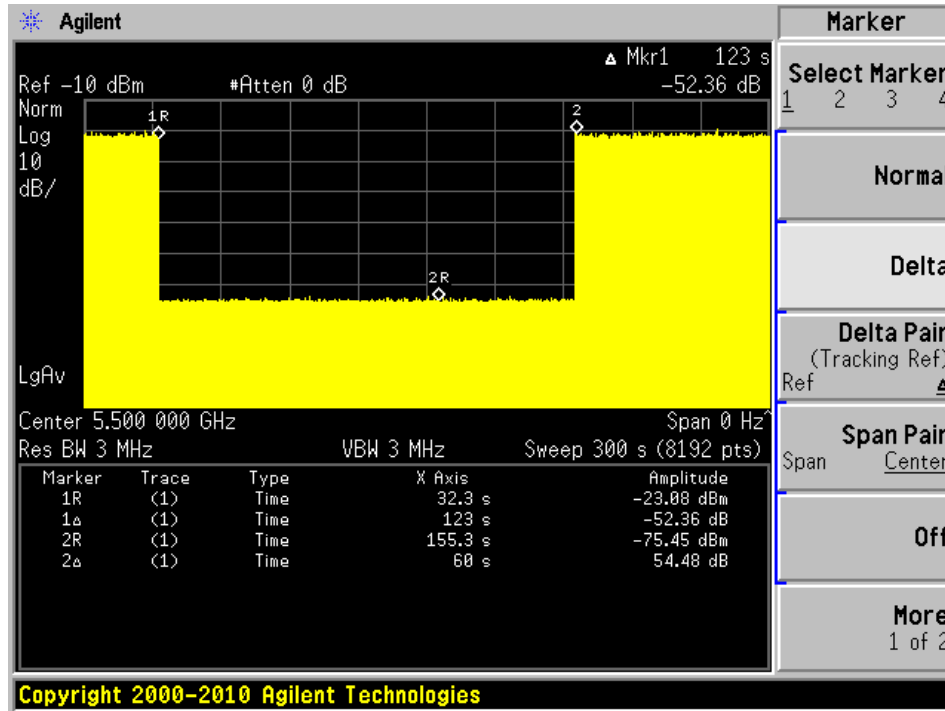 Agilent
Marker
Δ Mkr1 123 s
Ref -10 dBm #Atten 0 dB -52.36 dB
Norm
Log
10
dB/
1R
2
2R
LgAv
Center 5.500 000 GHz Span 0 Hz^
Res BW 3 MHz VBW 3 MHz Sweep 300 s (8192 pts)
Marker Trace Type X Axis Amplitude
1R (1) Time 32.3 s -23.08 dBm
1Δ (1) Time 123 s -52.36 dB
2R (1) Time 155.3 s -75.45 dBm
2Δ (1) Time 60 s 54.48 dB
Select Marker
1 2 3 4
Norma
Delta
Delta Pair
(Tracking Ref)
Ref Δ
Span Pair
Span Center
Off
More
1 of 2
Copyright 2000-2010 Agilent Technologies